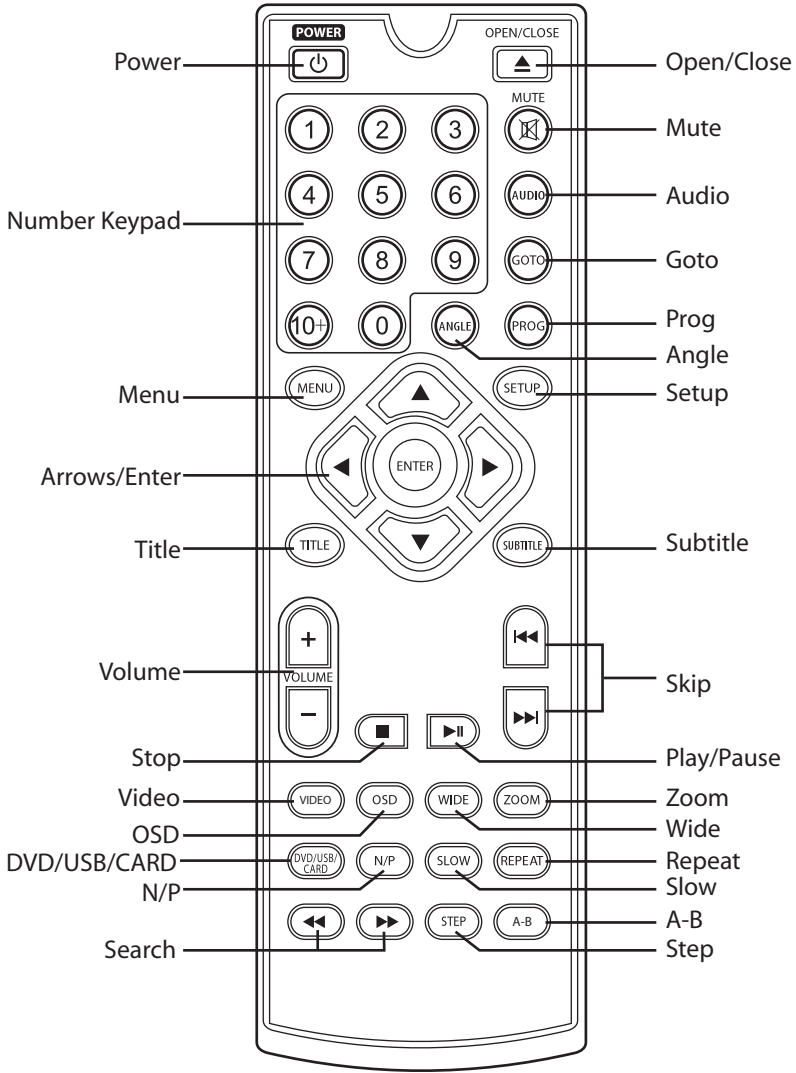 POWER
OPEN/CLOSE
Power
Open/Close
MUTE
1 2 3
Mute
4 5 6 AUDIO
Audio
Number Keypad
7 8 9 GOTO
Goto
10+ 0 ANGLE PROG
Prog
Angle
MENU SETUP
Menu
Setup
ENTER
Arrows/Enter
TITLE SUBTITLE
Title
Subtitle
+
Volume
VOLUME
−
Skip
Stop
Play/Pause
Video
VIDEO OSD WIDE ZOOM
Zoom
OSD
Wide
DVD/USB/CARD
DVD/USB/
CARD
N/P SLOW REPEAT
Repeat
N/P
Slow
STEP A-B
A-B
Search
Step